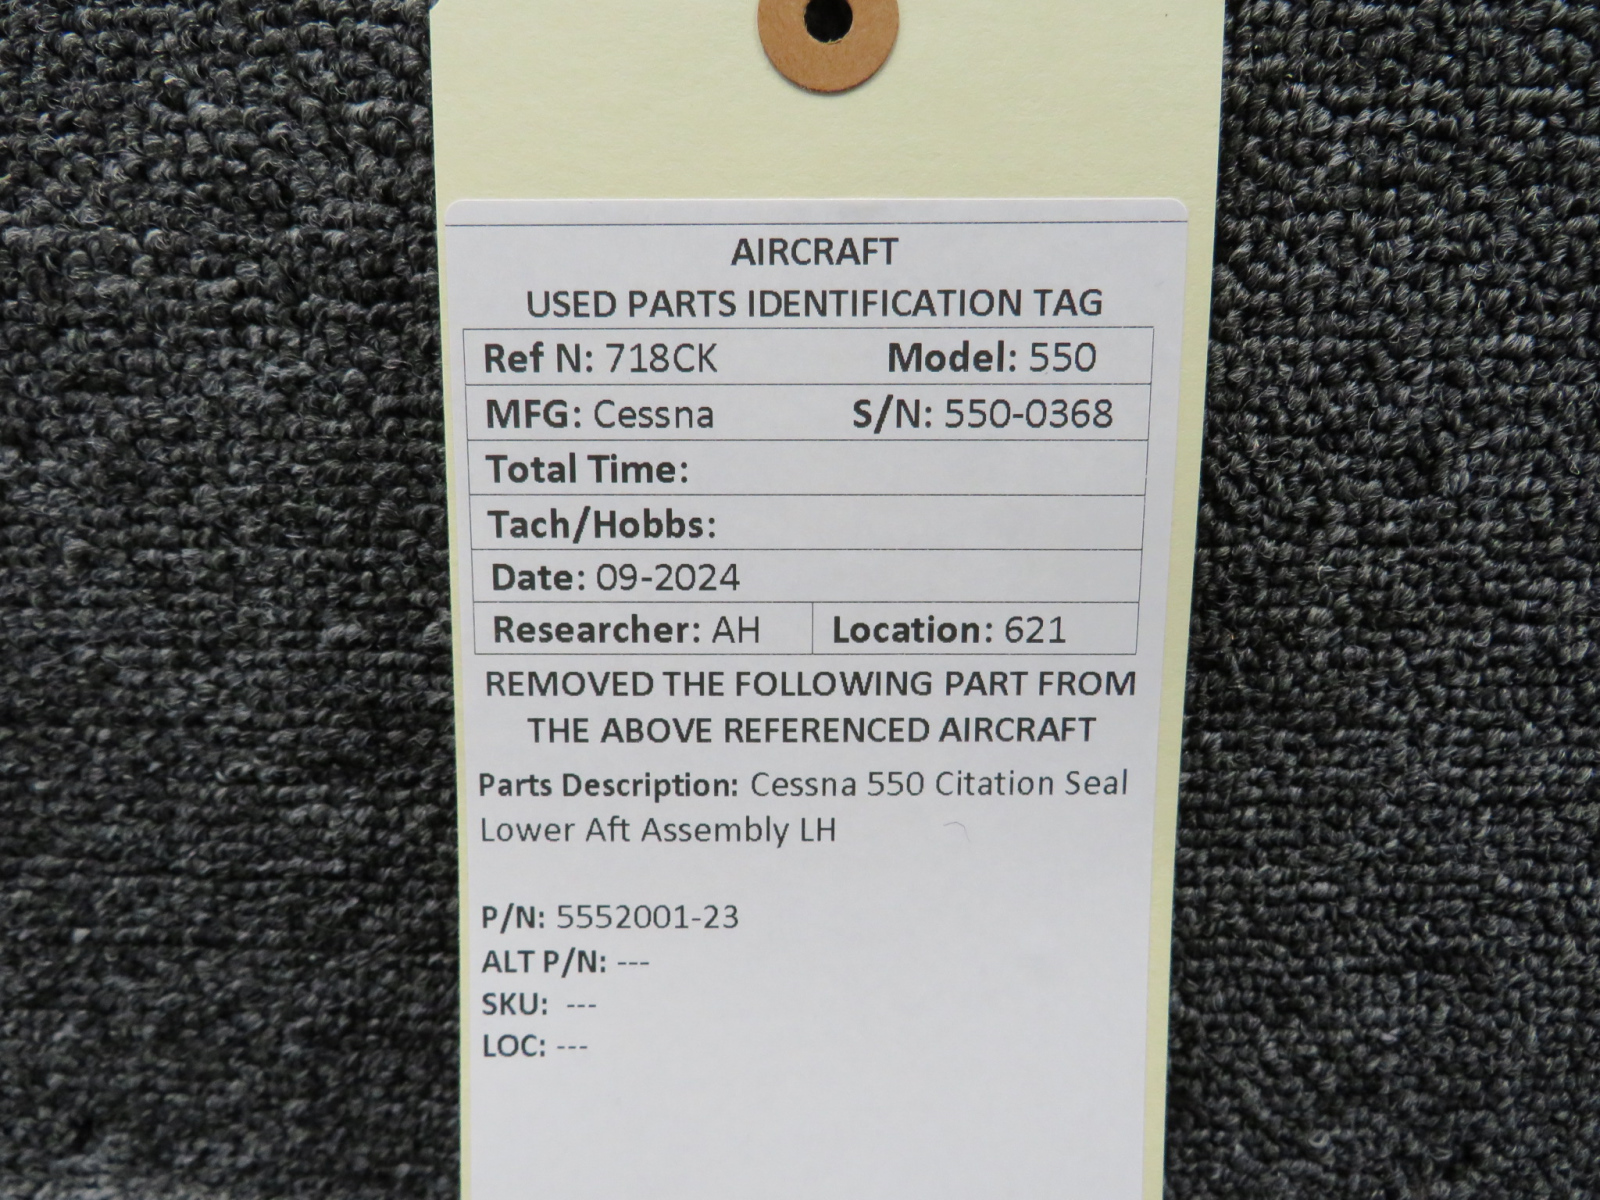 AIRCRAFT
USED PARTS IDENTIFICATION TAG
Ref N: 718CK Model: 550
MFG: Cessna S/N: 550-0368
Total Time:
Tach/Hobbs:
Date: 09-2024
Researcher: AH Location: 621
REMOVED THE FOLLOWING PART FROM
THE ABOVE REFERENCED AIRCRAFT
Parts Description: Cessna 550 Citation Seal
Lower Aft Assembly LH
P/N: 5552001-23
ALT P/N: ---
SKU: ---
LOC: ---